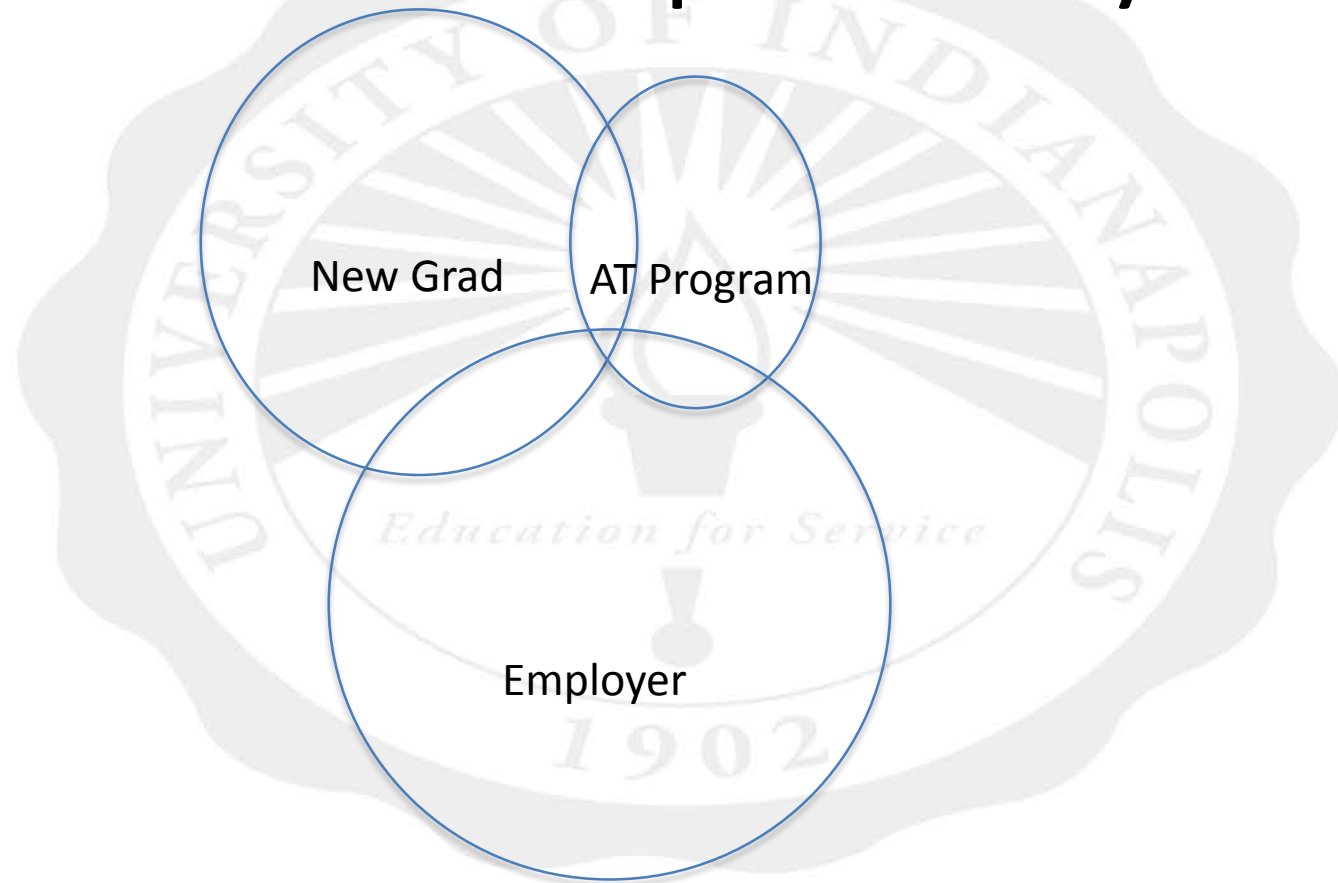 UNIVERSITY OF INDIANAPOLIS
New Grad
AT Program
Education for Service
Employer
1902